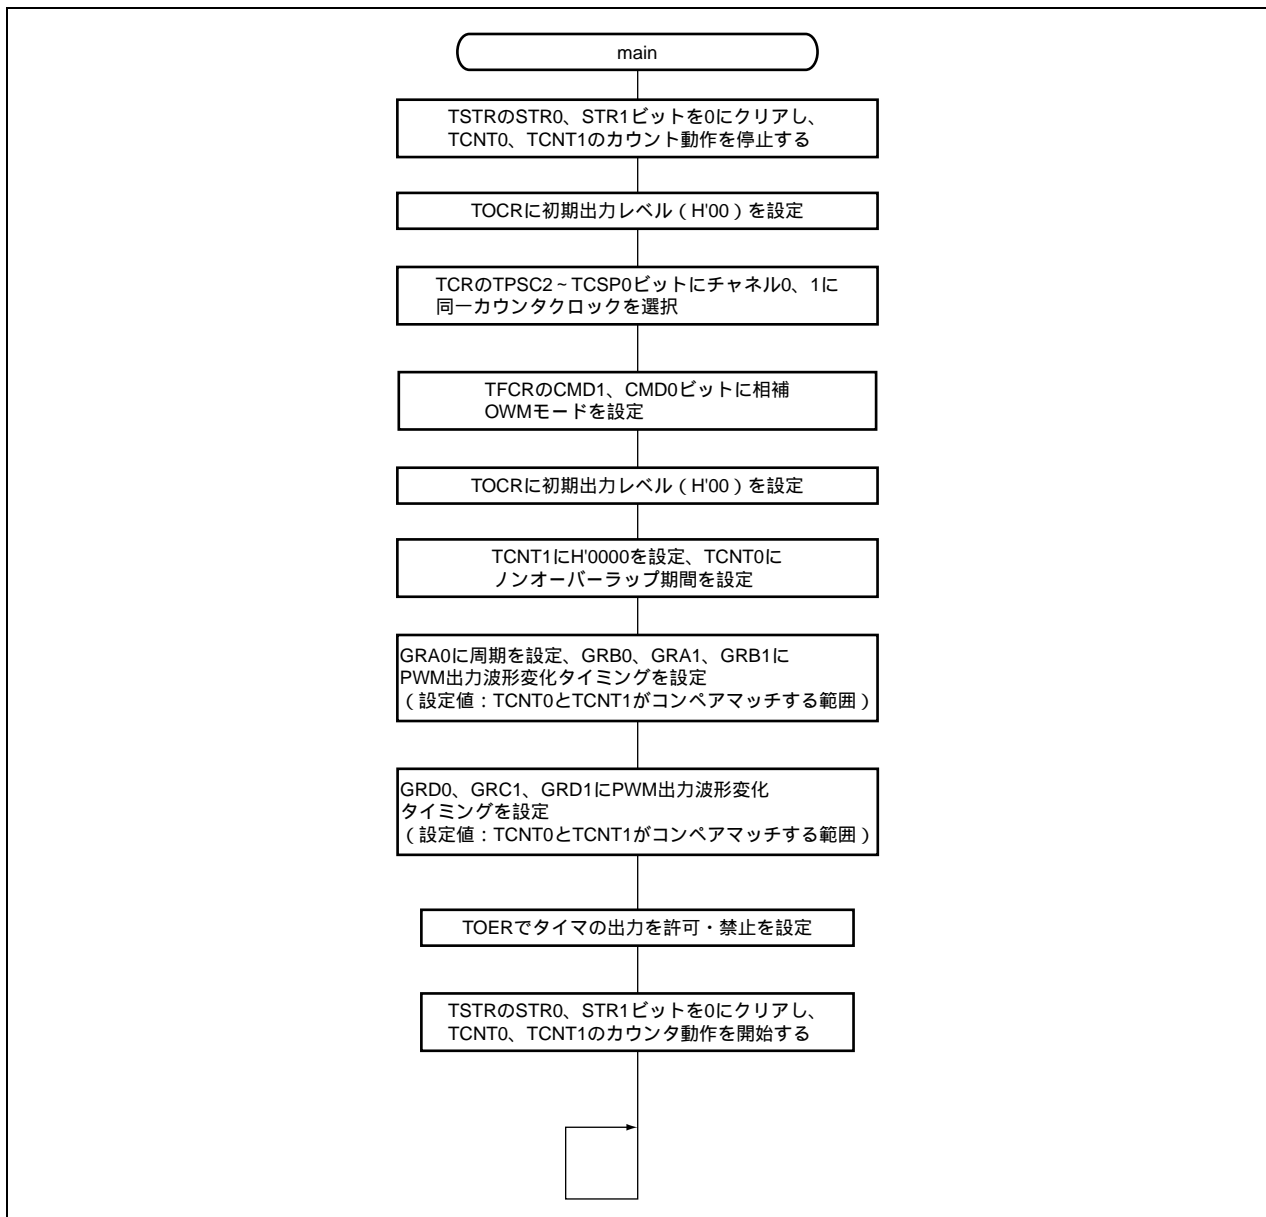 main
TSTRのSTR0、STR1ビットを0にクリアし、
TCNT0、TCNT1のカウント動作を停止する
TOCRに初期出力レベル（H'00）を設定
TCRのTPSC2～TCSP0ビットにチャネル0、1に
同一カウンタクロックを選択
TFCRのCMD1、CMD0ビットに相補
OWMモードを設定
TOCRに初期出力レベル（H'00）を設定
TCNT1にH'0000を設定、TCNT0に
ノンオーバーラップ期間を設定
GRA0に周期を設定、GRB0、GRA1、GRB1に
PWM出力波形変化タイミングを設定
（設定値：TCNT0とTCNT1がコンペアマッチする範囲）
GRD0、GRC1、GRD1にPWM出力波形変化
タイミングを設定
（設定値：TCNT0とTCNT1がコンペアマッチする範囲）
TOERでタイマの出力を許可・禁止を設定
TSTRのSTR0、STR1ビットを0にクリアし、
TCNT0、TCNT1のカウンタ動作を開始する